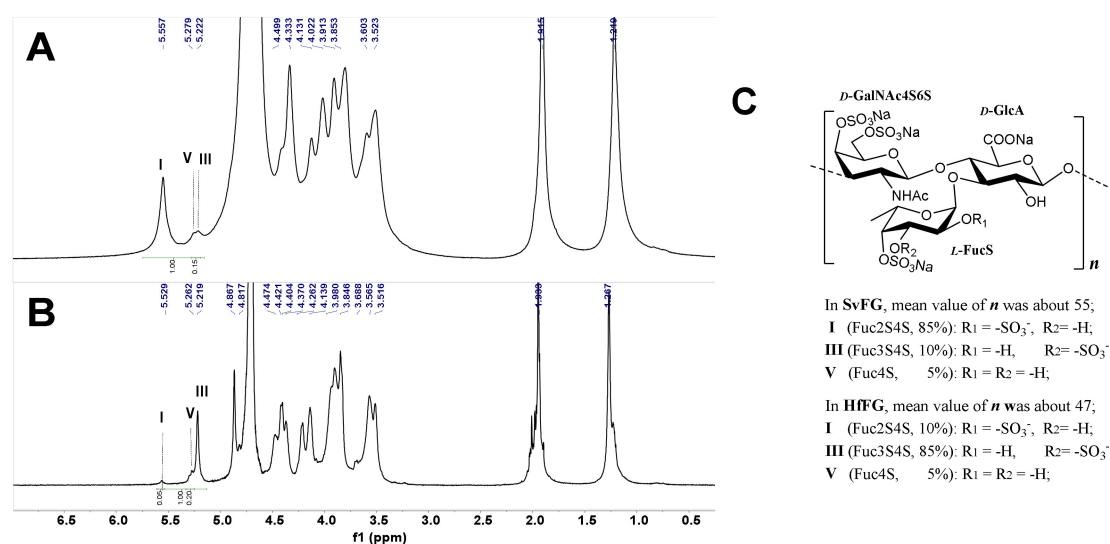 A
5.557
5.279
5.222
4.499
4.333
4.131
4.022
3.913
3.853
3.603
3.523
1.915
1.219
I
V
III
1.00
0.15
B
5.529
5.262
5.219
4.867
4.817
4.474
4.421
4.404
4.370
4.262
4.139
3.980
3.846
3.688
3.565
3.516
1.939
1.267
I
V
III
0.05
1.00
0.20
6.5 6.0 5.5 5.0 4.5 4.0 3.5 3.0 2.5 2.0 1.5 1.0 0.5
f1 (ppm)
C
D-GalNAc4S6S
D-GlcA
OSO3Na
OSO3Na
COONa
O
O
O
O
O
NHAc
OH
O
OR1
OR2
OSO3Na
L-FucS
n
In SvFG, mean value of n was about 55;
I (Fuc2S4S, 85%): R1 = -SO3-, R2= -H;
III (Fuc3S4S, 10%): R1 = -H, R2= -SO3-
V (Fuc4S, 5%): R1 = R2 = -H;
In HfFG, mean value of n was about 47;
I (Fuc2S4S, 10%): R1 = -SO3-, R2= -H;
III (Fuc3S4S, 85%): R1 = -H, R2= -SO3-
V (Fuc4S, 5%): R1 = R2 = -H;